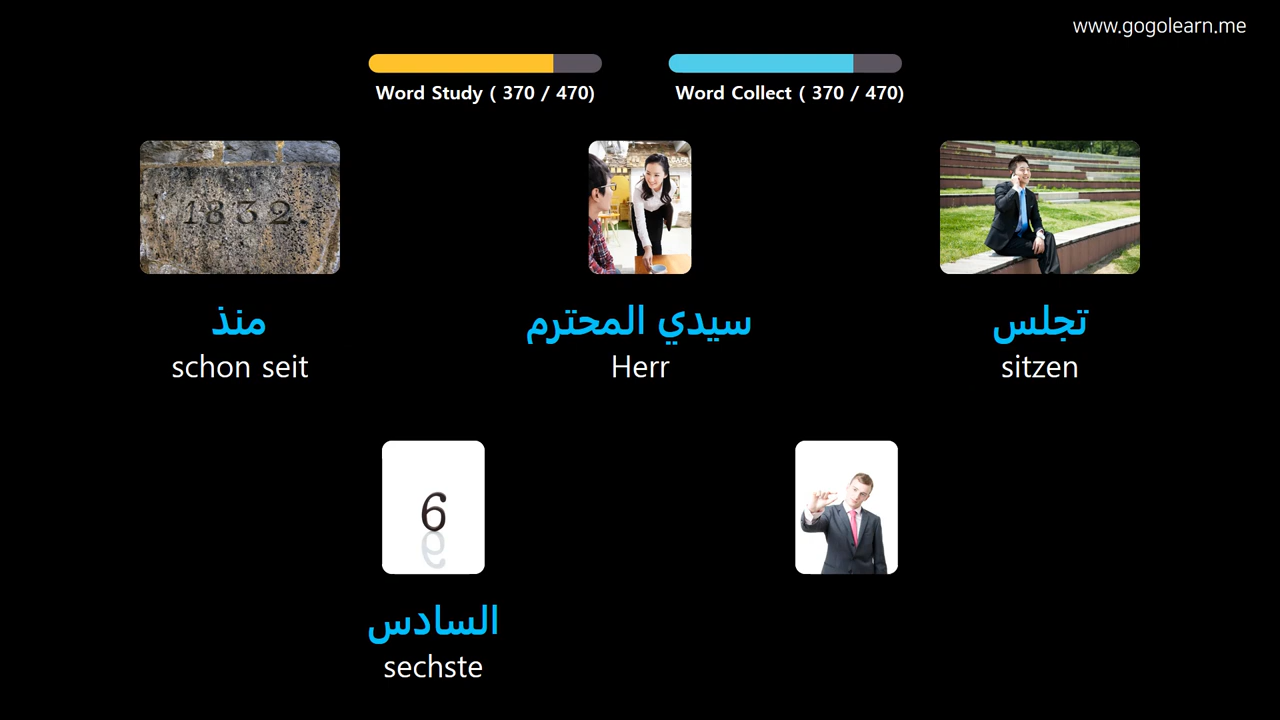 www.gogolearn.me
Word Study ( 370 / 470)
Word Collect ( 370 / 470)
1832.
منذ
schon seit
سيدي المحترم
Herr
تجلس
sitzen
6
السادس
sechste